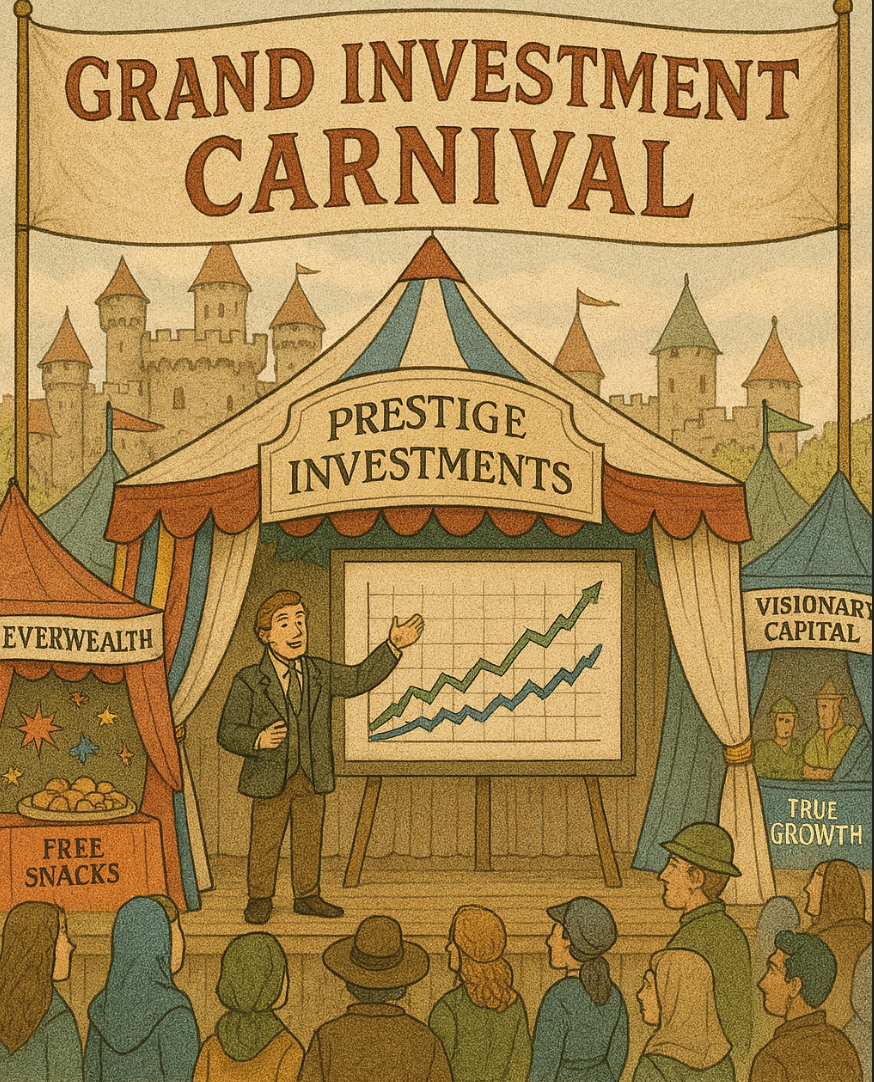 GRAND INVESTMENT
CARNIVAL
PRESTIGE
INVESTMENTS
EVERWEALTH
FREE
SNACKS
VISIONARY
CAPITAL
TRUE
GROWTH